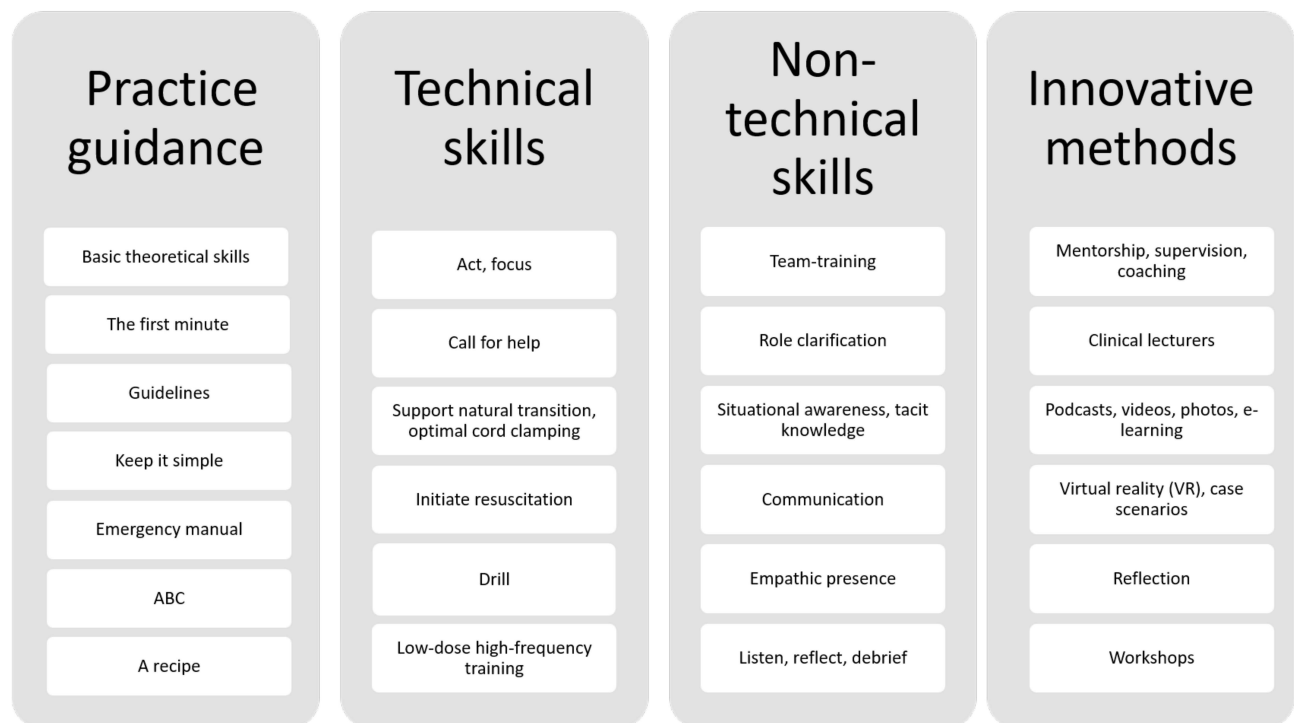 Practice
guidance
Basic theoretical skills
The first minute
Guidelines
Keep it simple
Emergency manual
ABC
A recipe
Technical
skills
Act, focus
Call for help
Support natural transition,
optimal cord clamping
Initiate resuscitation
Drill
Low-dose high-frequency
training
Non-
technical
skills
Team-training
Role clarification
Situational awareness, tacit
knowledge
Communication
Empathic presence
Listen, reflect, debrief
Innovative
methods
Mentorship, supervision,
coaching
Clinical lecturers
Podcasts, videos, photos, e-
learning
Virtual reality (VR), case
scenarios
Reflection
Workshops